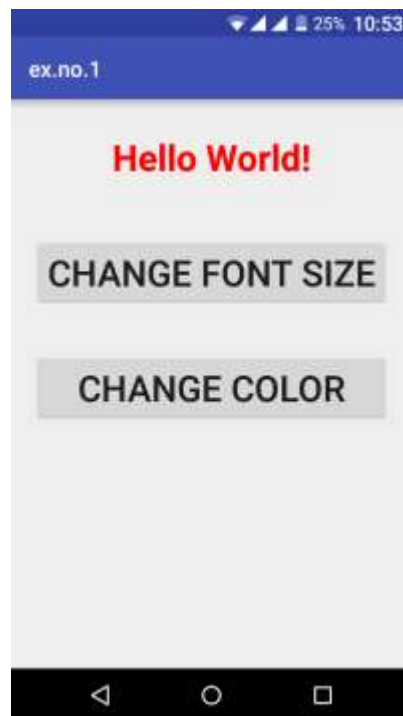 25% 10:53
ex.no.1
Hello World!
CHANGE FONT SIZE
CHANGE COLOR